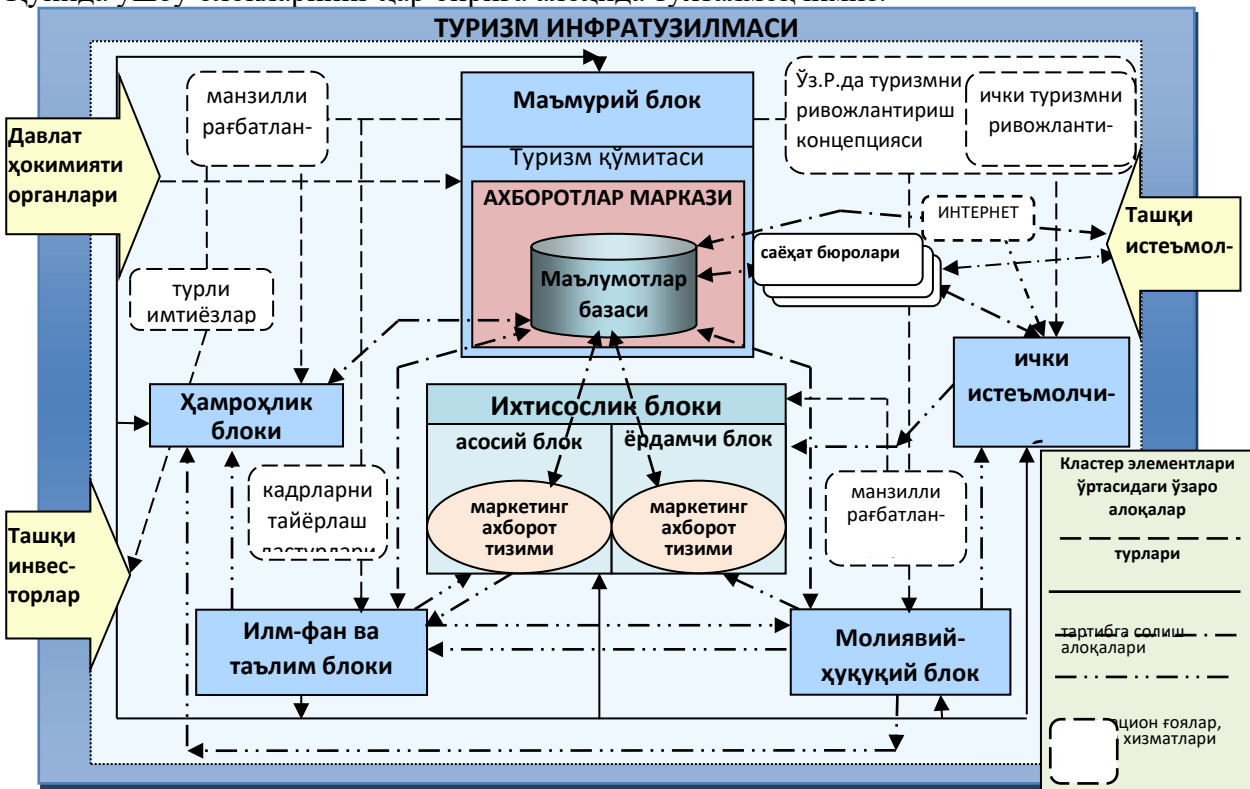 ТУРИЗМ ИНФРАТУЗИЛМАСИ
Давлат
ҳокимияти
органлари
манзилли
рағбатлан-
Маъмурий блок
Туризм қўмитаси
АХБОРОТЛАР МАРКАЗИ
Маълумотлар
базаси
Ўз.Р.да туризмни
ривожлантириш
концепцияси
ички туризмни
ривожланти-
ИНТЕРНЕТ
саёҳат бюролари
Ташқи
истеъмол-
турли
имтиёзлар
Ҳамроҳлик
блоки
Ихтисослик блоки
асосий блок
ёрдамчи блок
маркетинг
ахборот
тизими
маркетинг
ахборот
тизими
ички
истеъмолчи-
кадрларни
тайёрлаш
дастурлари
манзилли
рағбатлан-
Ташқи
инвес-
торлар
Илм-фан ва
таълим блоки
Молиявий-
ҳуқуқий блок
Кластер элементлари
ўртасидаги ўзаро
алоқалар
турлари
тартибга солиш
алоқалари
ғоялар,
хизматлари